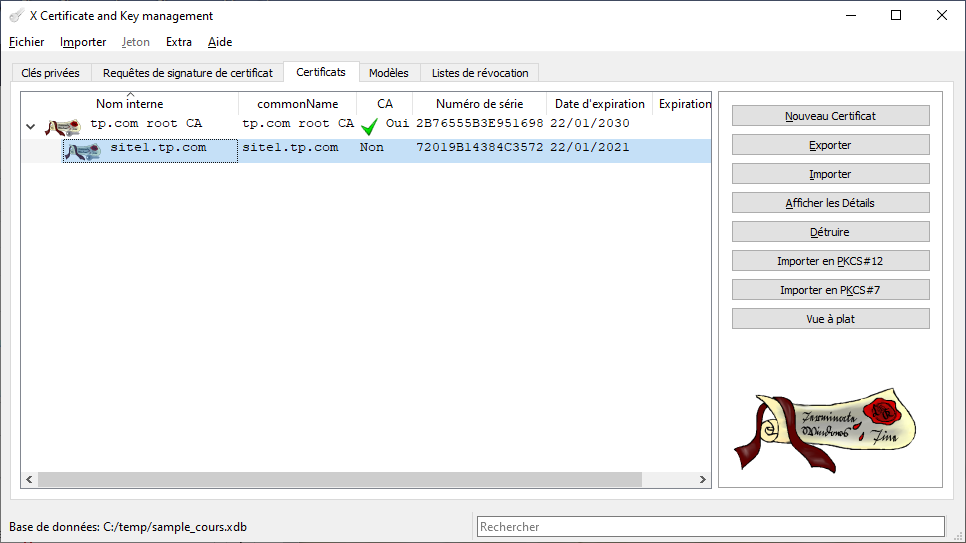 X Certificate and Key management
Fichier Importer Jeton Extra Aide
Clés privées Requêtes de signature de certificat Certificats Modèles Listes de révocation
Nom interne commonName CA Numéro de série Date d'expiration Expiration
tp.com root CA tp.com root CA Oui 2B76555B3E951698 22/01/2030
site1.tp.com site1.tp.com Non 72019B14384C3572 22/01/2021
Nouveau Certificat
Exporter
Importer
Afficher les Détails
Détruire
Importer en PKCS#12
Importer en PKCS#7
Vue à plat
Terminate
Windows
Time
Base de données: C:/temp/sample_cours.xdb
Rechercher